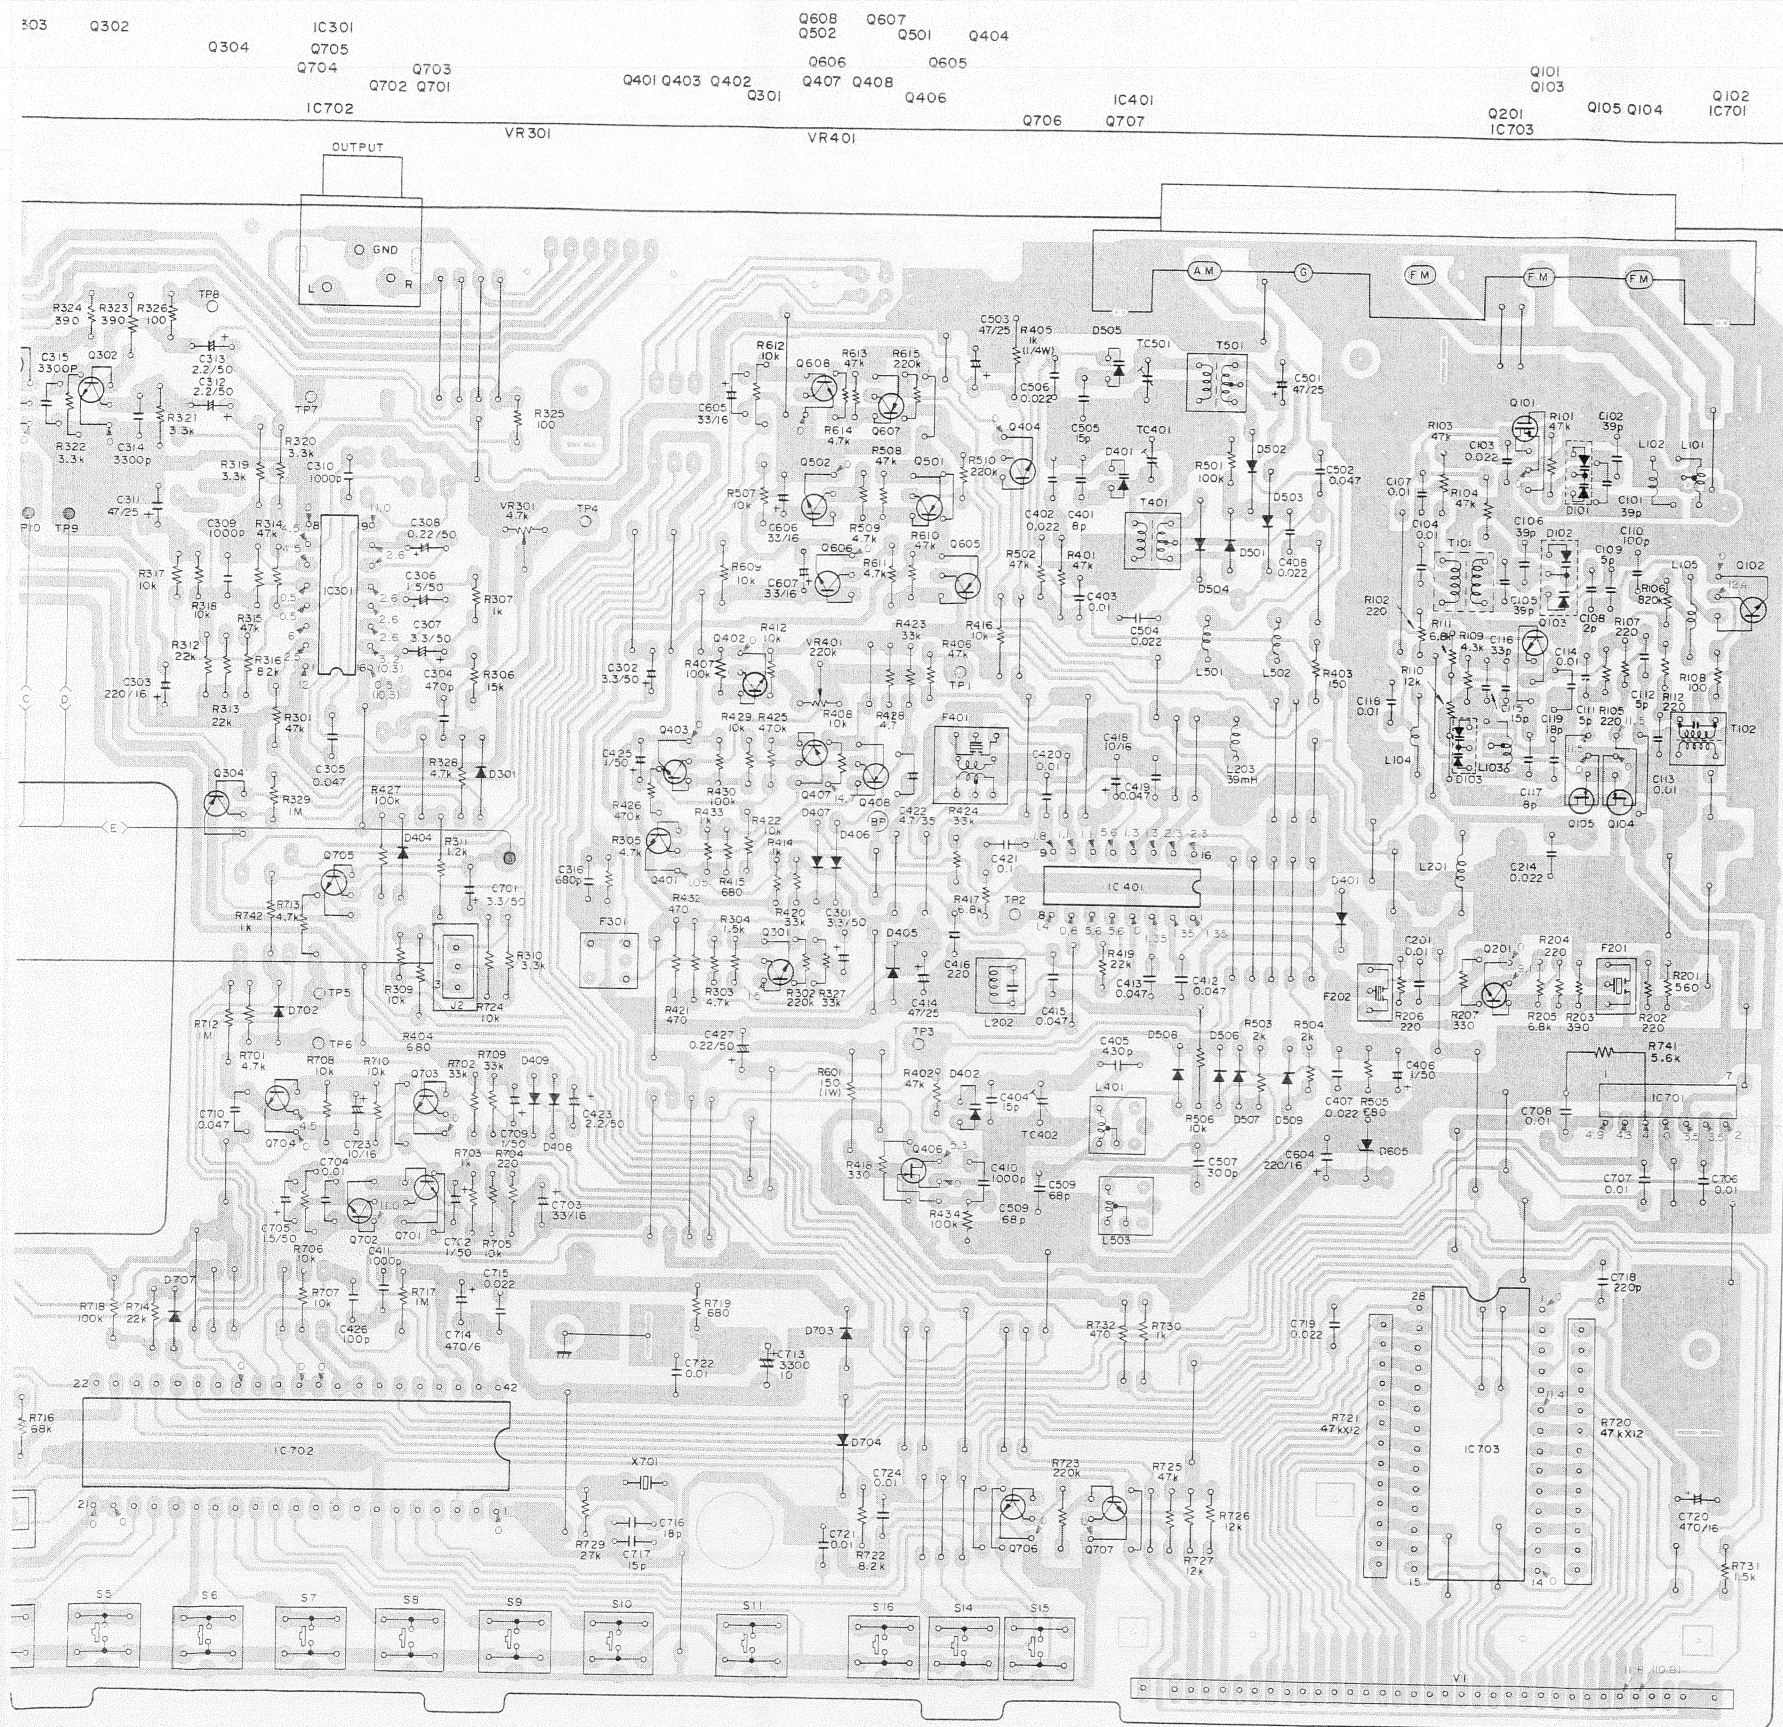 303 Q302 IC301 Q608 Q607
Q304 Q705 Q502 Q501 Q404
Q704 Q703 Q606 Q605
Q702 Q701 Q401 Q403 Q402 Q407 Q408 Q101
Q301 Q406 IC401 Q103 Q102
IC702 Q706 Q707 Q201 Q105 Q104 IC701
VR301 VR401 IC703
OUTPUT
GND
L R
AM G FM FM FM
TP8
R324 R323 R326
390 390 100
C315 Q302
3300P
C313
2.2/50
C312
2.2/50
TP7
R321
3.3k
R322 C314
3.3k 3300p
R320
3.3k
R319
3.3k
C310
1000p
C311
47/25
R325
100
P10 TP9
C309 R314
1000p 47k
C308
0.22/50
VR301
4.7k
TP4
R317
10k
R318
10k
R315
47k
IC301
C306
1.5/50
C307
3.3/50
R307
1k
R312
22k
R316
82k
C303
220/16
R313
22k
R301
47k
C304
470p
R306
15k
C302
3.3/50
C305
0.047
R328
4.7k
D301
Q304
R329
1M
R427
100k
D404
R311
1.2k
C701
3.3/50
E
C D
Q705
R742 R713
1k 4.7k
R310
3.3k
R309
10k
J2
R724
10k
TP5
D702
R712
1M
TP6
R404
680
R701
4.7k
R708
10k
R710
10k
Q703
R702
33k
R709
33k
D409
C710
0.047
Q704
C723
10/16
C709
1/50
D408
C423
2.2/50
R703
1k
R704
220
C704
0.01
C705
1.5/50
Q702 Q701
C702
1/50
R705
10k
C703
33/16
R706
10k
C411
1000p
C715
0.022
D707
R718 R714
100k 22k
R707
10k
R717
1M
C426
100p
C714
470/6
R719
680
C722
0.01
C713
3300
10
D703
22 42
R716
68k
IC702
21 1
D704
X701
R729
27k
C716
18p
C717
15p
C721
0.01
C724
0.01
R722
8.2k
S5 S6 S7 S8 S9 S10 S11 S16 S14 S15
R612 Q608 R613 R615
10k 47k 220k
C605
33/16
R614 Q607
4.7k
C503 R405
47/25 1k
(1/4W)
D505 TC501 T501
C506
0.022
C505
15p
C501
47/25
Q404
TC401
D401
R508
47k
Q502 Q501
R510
220k
R507
10k
C606
33/16
R509
4.7k
R610
47k
Q606 Q605
R609
10k
C607
33/16
R611
4.7k
R501
100k
D502
C502
0.047
D503
T401
C402 C401
0.022 8p
R502
47k
R401
47k
D501
D504
C408
0.022
C403
0.01
C504
0.022
L501 L502
R403
150
Q402 R412
10k
VR401
220k
R423
33k
R406
47k
R416
10k
R407
100k
TP1
R429 R425
10k 470k
R408
10k
R428
4.7
F401
C425
1/50
Q403
R430
100k
Q407 Q408
C420
0.01
C418
10/16
C419
0.047
L203
39mH
R426
470k
R433
1k
R422
10k
D407 D406
BP
C422
4.7/35
R424
33k
R305
4.7k
R414
1k
C316
680p
Q401
R415
680
C421
0.1
9 16
IC401
R417
6.8k
TP2
R432
470
R304
1.5k
R420
33k
C301
3.3/50
F301
Q301
D405
C416
220
R419
22k
C413
0.047
C412
0.047
R303
4.7k
R302
220k
R327
33k
C414
47/25
L202
C415
0.047
R421
470
C427
0.22/50
TP3
C405
430p
D508 D506
R503
2k
R504
2k
R601
150
(1W)
R402
47k
D402
C404
15p
TC402
L401
R506
10k
D507 D509
C407
0.022
R505
680
C406
1/50
Q406
R418
330
C410
1000p
C509
68p
C509
68p
C507
300p
C604
220/16
D605
R434
100k
L503
R732 R730
470 1k
R723
220k
R725
47k
Q706 Q707
R726
12k
R727
12k
Q101
R101
47k
C102
39p
R103
47k
C103
0.022
L102 L101
C107
0.01
D101
C101
39p
R104
47k
C104
0.01
C106
39p
D102
C109
5p
C110
100p
T101
L105
Q102
R102
220
C105
39p
R106
820k
Q103
C108
2p
R107
220
R111
6.8k
R109
4.3k
C116
33p
C114
0.01
R110
12k
R108
100
C118
0.01
C115
15p
C119
18p
C111
5p
R105
220
C112
5p
R112
220
T102
L104
D103
L103
C117
8p
Q105 Q104
C113
0.01
L201
C214
0.022
D401
C201
0.01
Q201
R204
220
F201
R201
560
F202
R206
220
R207
330
R205
6.8k
R203
390
R202
220
R741
5.6k
1 7
IC701
C708
0.01
C707
0.01
C706
0.01
C718
220p
C719
0.022
28
R721
47kX12
IC703
R720
47kX12
15 14
C720
470/16
R731
1.5k
V1